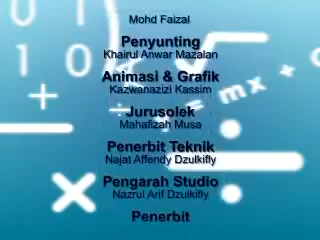 Mohd Faizal
Penyunting
Khairul Anwar Mazalan
Animasi & Grafik
Kazwanazizi Kassim
Jurusolek
Mahafizah Musa
Penerbit Teknik
Najat Affendy Dzulkifly
Pengarah Studio
Nazrul Arif Dzulkifly
Penerbit